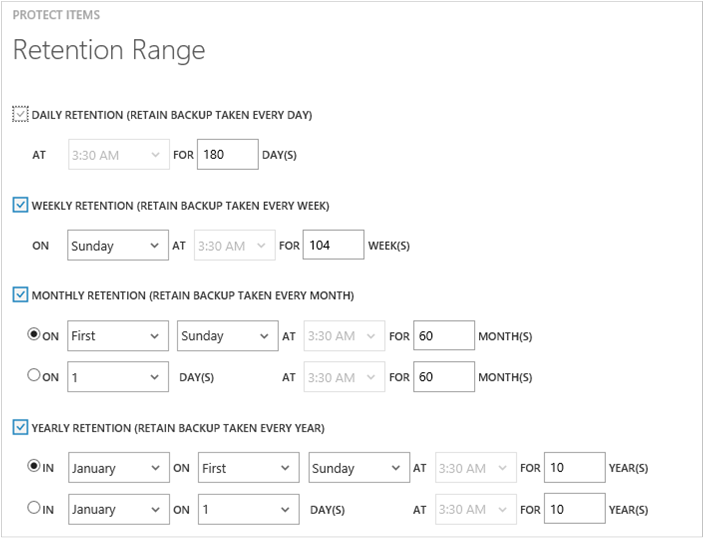 PROTECT ITEMS
Retention Range
DAILY RETENTION (RETAIN BACKUP TAKEN EVERY DAY)
AT 3:30 AM FOR 180 DAY(S)
WEEKLY RETENTION (RETAIN BACKUP TAKEN EVERY WEEK)
ON Sunday AT 3:30 AM FOR 104 WEEK(S)
MONTHLY RETENTION (RETAIN BACKUP TAKEN EVERY MONTH)
ON First Sunday AT 3:30 AM FOR 60 MONTH(S)
ON 1 DAY(S) AT 3:30 AM FOR 60 MONTH(S)
YEARLY RETENTION (RETAIN BACKUP TAKEN EVERY YEAR)
IN January ON First Sunday AT 3:30 AM FOR 10 YEAR(S)
IN January ON 1 DAY(S) AT 3:30 AM FOR 10 YEAR(S)